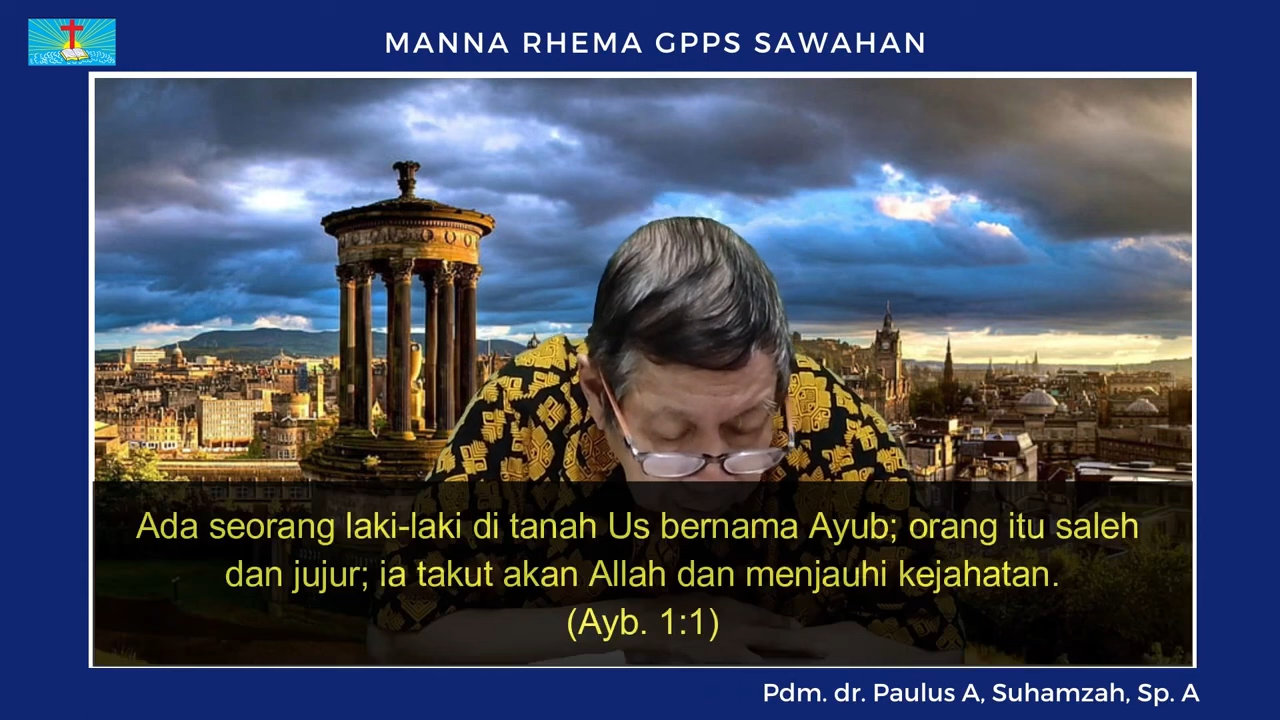 MANNA RHEMA GPPS SAWAHAN
Ada seorang laki-laki di tanah Us bernama Ayub; orang itu saleh
dan jujur; ia takut akan Allah dan menjauhi kejahatan.
(Ayb. 1:1)
Pdm. dr. Paulus A, Suhamzah, Sp. A